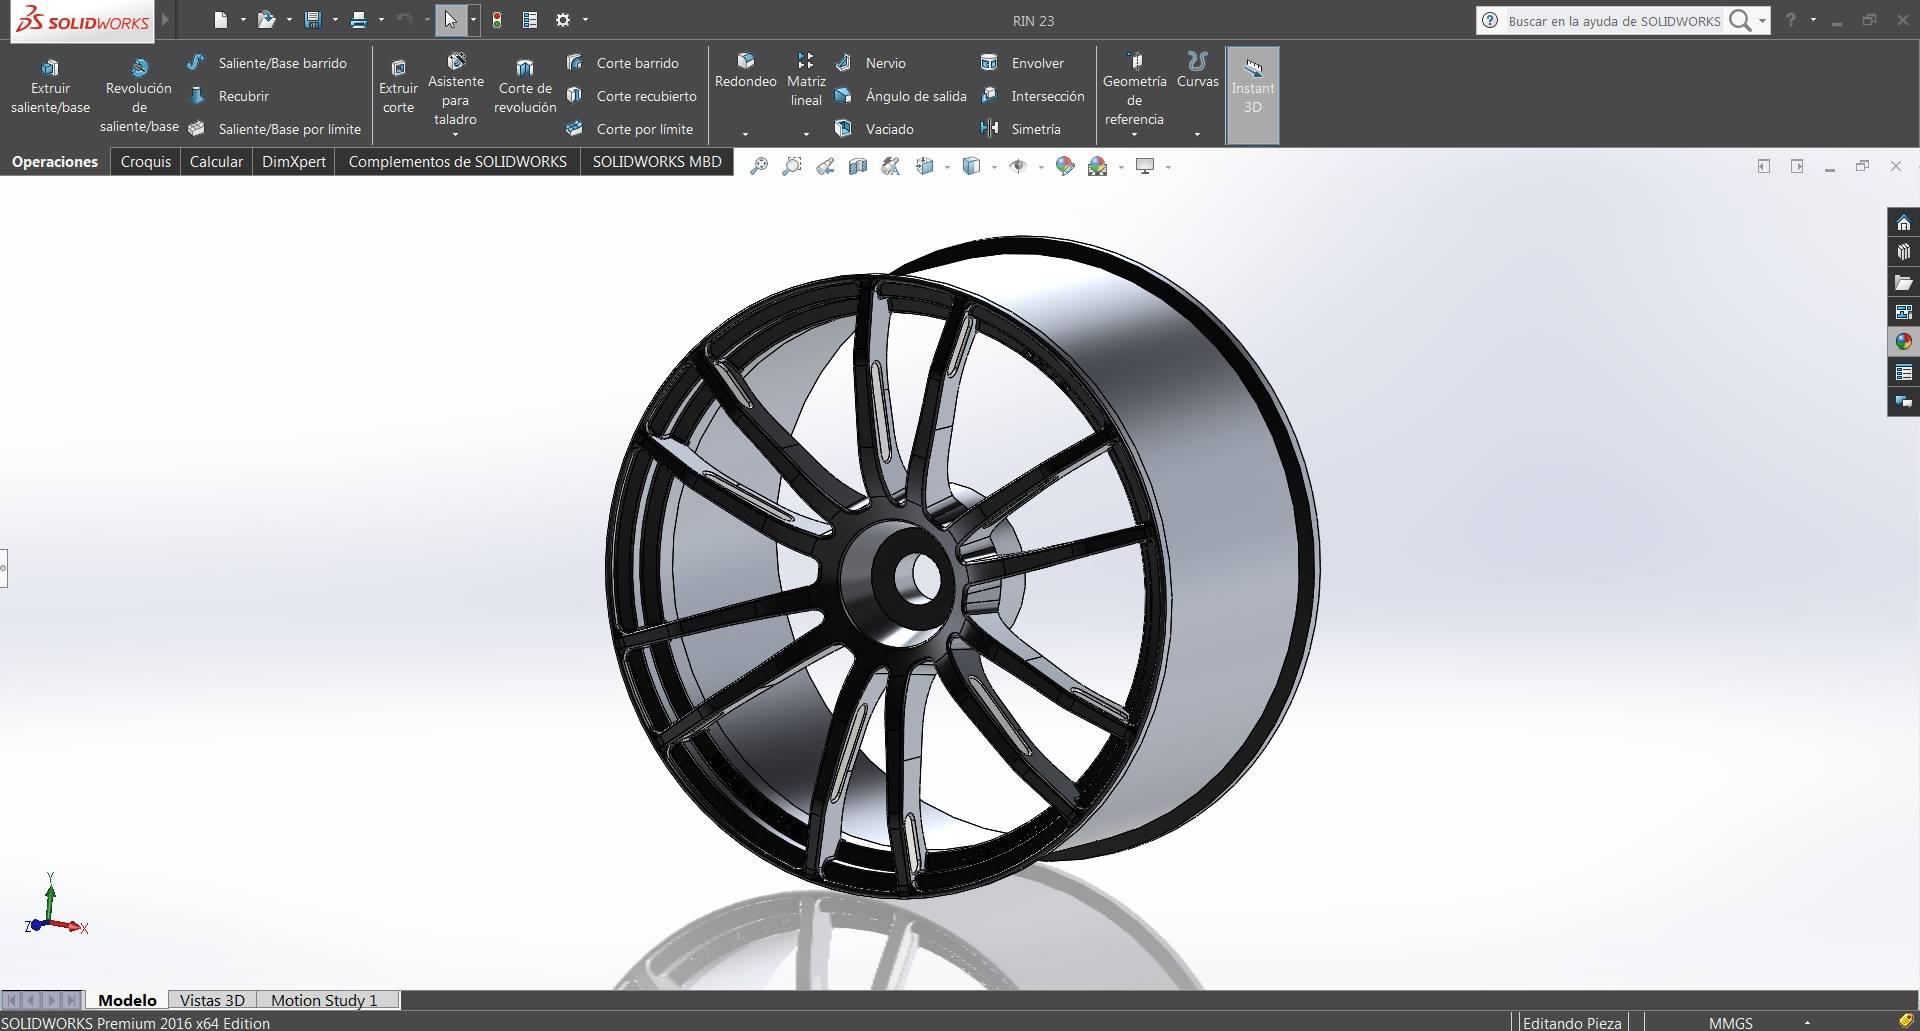 SOLIDWORKS
RIN 23
Buscar en la ayuda de SOLIDWORKS
Extruir
saliente/base
Revolución
de
saliente/base
Saliente/Base barrido
Recubrir
Saliente/Base por límite
Extruir
corte
Asistente
para
taladro
Corte de
revolución
Corte barrido
Corte recubierto
Corte por límite
Redondeo
Matriz
lineal
Nervio
Ángulo de salida
Vaciado
Envolver
Intersección
Simetría
Geometría
de
referencia
Curvas
Instant
3D
Operaciones
Croquis
Calcular
DimXpert
Complementos de SOLIDWORKS
SOLIDWORKS MBD
Y
Z
X
Modelo
Vistas 3D
Motion Study 1
SOLIDWORKS Premium 2016 x64 Edition
Editando Pieza
MMGS